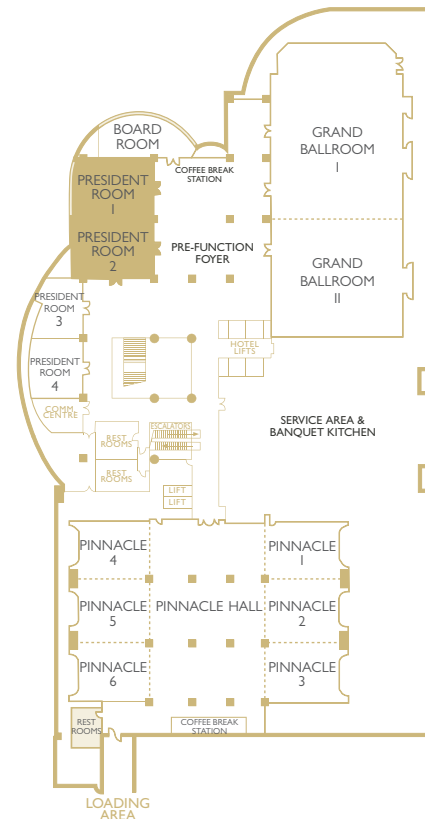 BOARD
ROOM
COFFEE BREAK
STATION
GRAND
BALLROOM
I
PRESIDENT
ROOM
1
PRESIDENT
ROOM
2
PRE-FUNCTION
FOYER
GRAND
BALLROOM
II
PRESIDENT
ROOM
3
HOTEL
LIFTS
PRESIDENT
ROOM
4
COMM.
CENTRE
ESCALATORS
SERVICE AREA &
BANQUET KITCHEN
REST
ROOMS
REST
ROOMS
LIFT
LIFT
PINNACLE
4
PINNACLE
1
PINNACLE
5
PINNACLE HALL
PINNACLE
2
PINNACLE
6
PINNACLE
3
REST
ROOMS
COFFEE BREAK
STATION
LOADING
AREA